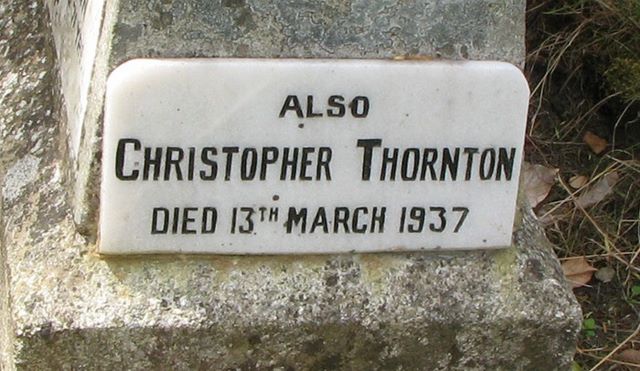 ALSO
CHRISTOPHER THORNTON
DIED 13TH MARCH 1937